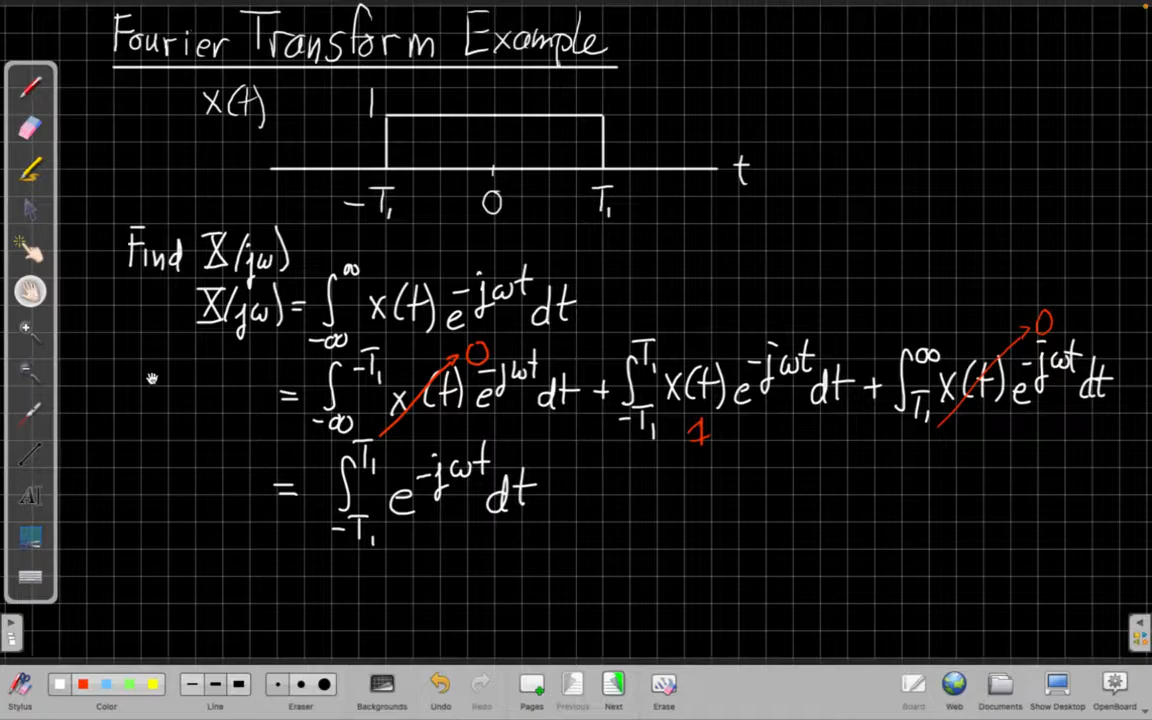 Fourier Transform Example
x(t)
1
-T₁ 0 T₁ t
Find X(jω)
X(jω) = ∫_{-∞}^{∞} x(t) e^{-jωt} dt
= ∫_{-∞}^{-T₁} x(t) e^{-jωt} dt + ∫_{-T₁}^{T₁} x(t) e^{-jωt} dt + ∫_{T₁}^{∞} x(t) e^{-jωt} dt
0 1 0
= ∫_{-T₁}^{T₁} e^{-jωt} dt
Stylus Color Line Eraser Backgrounds Undo Redo Pages Previous Next Erase Board Web Documents Show Desktop OpenBoard